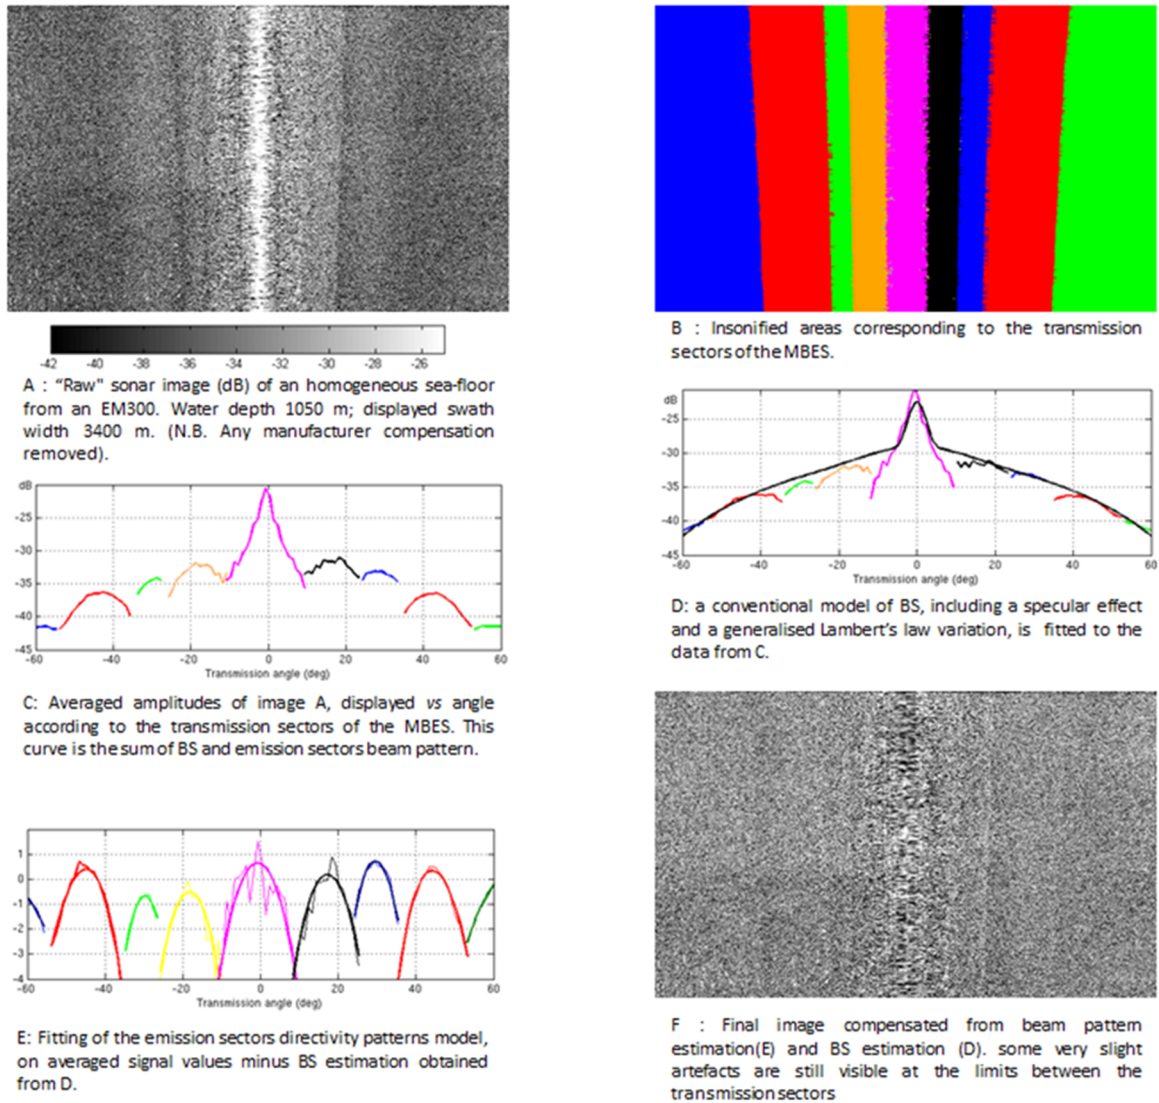 -42 -40 -38 -36 -34 -32 -30 -28 -26
A : “Raw" sonar image (dB) of an homogeneous sea-floor
from an EM300. Water depth 1050 m; displayed swath
width 3400 m. (N.B. Any manufacturer compensation
removed).
B : Insonified areas corresponding to the transmission
sectors of the MBES.
dB
-25
-30
-35
-40
-45
-60 -40 -20 0 20 40 60
Transmission angle (deg)
C: Averaged amplitudes of image A, displayed vs angle
according to the transmission sectors of the MBES. This
curve is the sum of BS and emission sectors beam pattern.
dB
-25
-30
-35
-40
-45
-60 -40 -20 0 20 40 60
Transmission angle (deg)
D: a conventional model of BS, including a specular effect
and a generalised Lambert’s law variation, is fitted to the
data from C.
1
0
-1
-2
-3
-4
-60 -40 -20 0 20 40 60
Transmission angle (deg)
E: Fitting of the emission sectors directivity patterns model,
on averaged signal values minus BS estimation obtained
from D.
F : Final image compensated from beam pattern
estimation(E) and BS estimation (D). some very slight
artefacts are still visible at the limits between the
transmission sectors